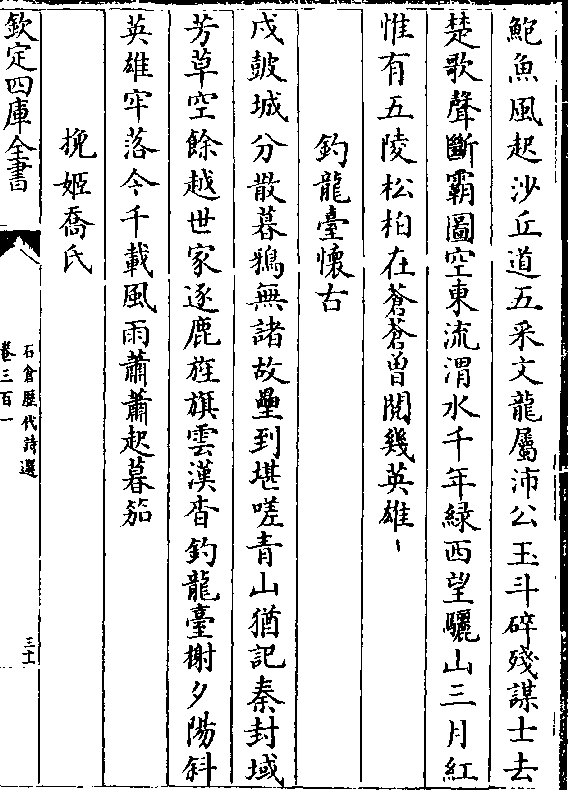 鮑魚風起沙丘道五采文龍屬沛公玉斗碎殘謀士去
楚歌聲斷霸圖空東流渭水千年緑西望驪山三月紅
惟有五陵松柏在蒼蒼曽閲幾英雄
釣龍臺懷古
戍皷城分散暮鴉無諸故壘到堪嗟青山猶記秦封域
芳草空餘越世家逐鹿旌旗雲漢杳釣龍臺榭夕陽斜
英雄牢落今千載風雨蕭蕭起暮笳
挽姬喬氏
欽定四庫全書
石倉歴代詩選
卷三百一